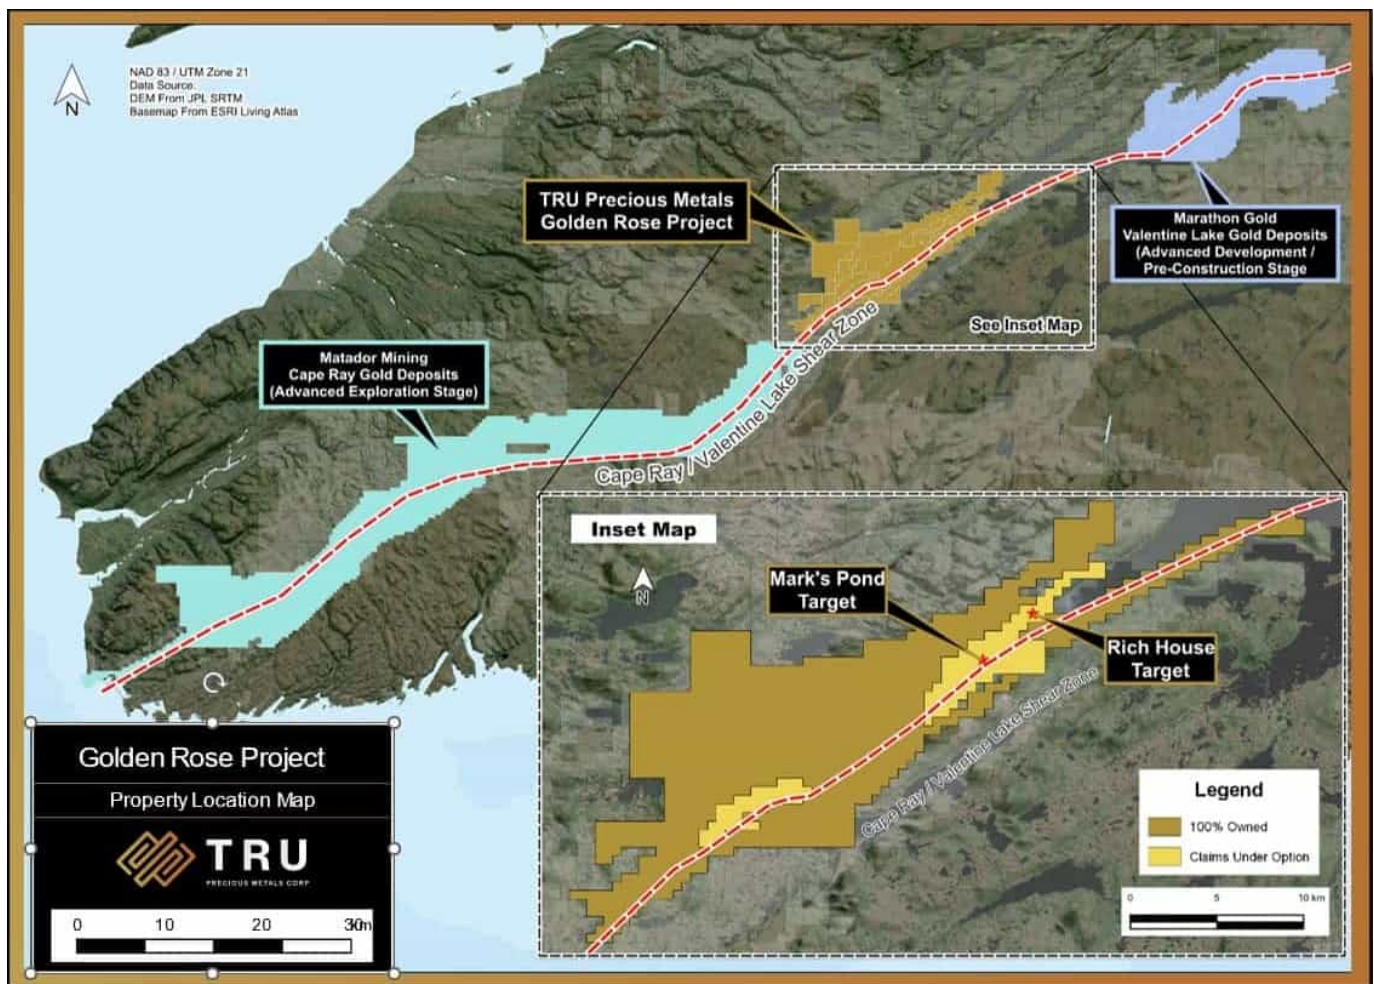 N
NAD 83 / UTM Zone 21
Data Source:
DEM From JPL SRTM
Basemap From ESRI Living Atlas
TRU Precious Metals
Golden Rose Project
Marathon Gold
Valentine Lake Gold Deposits
(Advanced Development /
Pre-Construction Stage
See Inset Map
Matador Mining
Cape Ray Gold Deposits
(Advanced Exploration Stage)
Cape Ray / Valentine Lake Shear Zone
Inset Map
N
Mark's Pond
Target
Rich House
Target
Cape Ray / Valentine Lake Shear Zone
Legend
100% Owned
Claims Under Option
0 5 10 km
Golden Rose Project
Property Location Map
TRU
PRECIOUS METALS CORP
0 10 20 30km